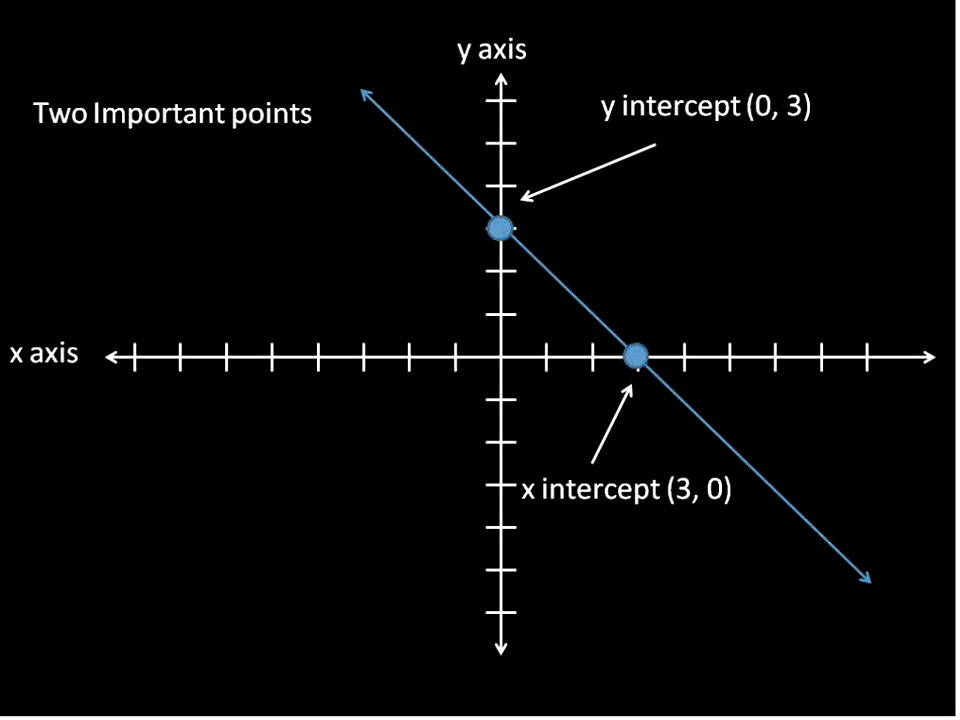 y axis
Two Important points
y intercept (0, 3)
x axis
x intercept (3, 0)